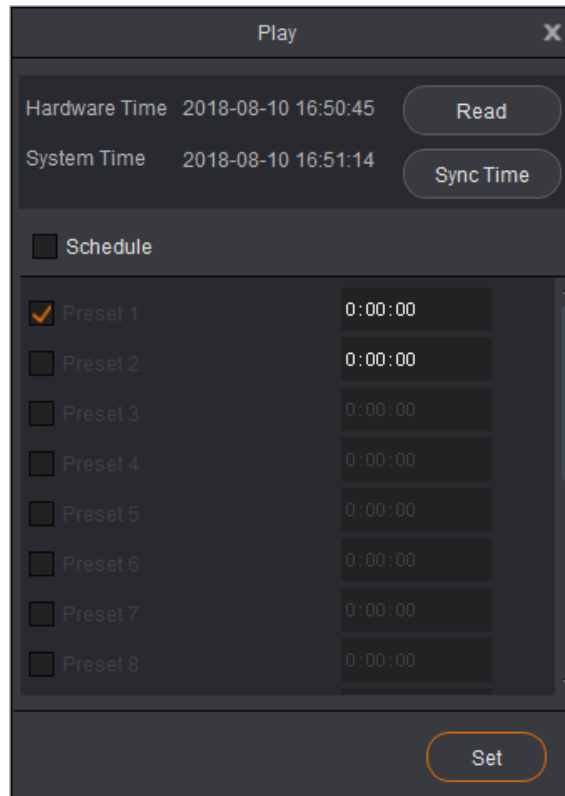 Play X
Hardware Time 2018-08-10 16:50:45 Read
System Time 2018-08-10 16:51:14 Sync Time
Schedule
Preset 1 0:00:00
Preset 2 0:00:00
Preset 3 0:00:00
Preset 4 0:00:00
Preset 5 0:00:00
Preset 6 0:00:00
Preset 7 0:00:00
Preset 8 0:00:00
Set